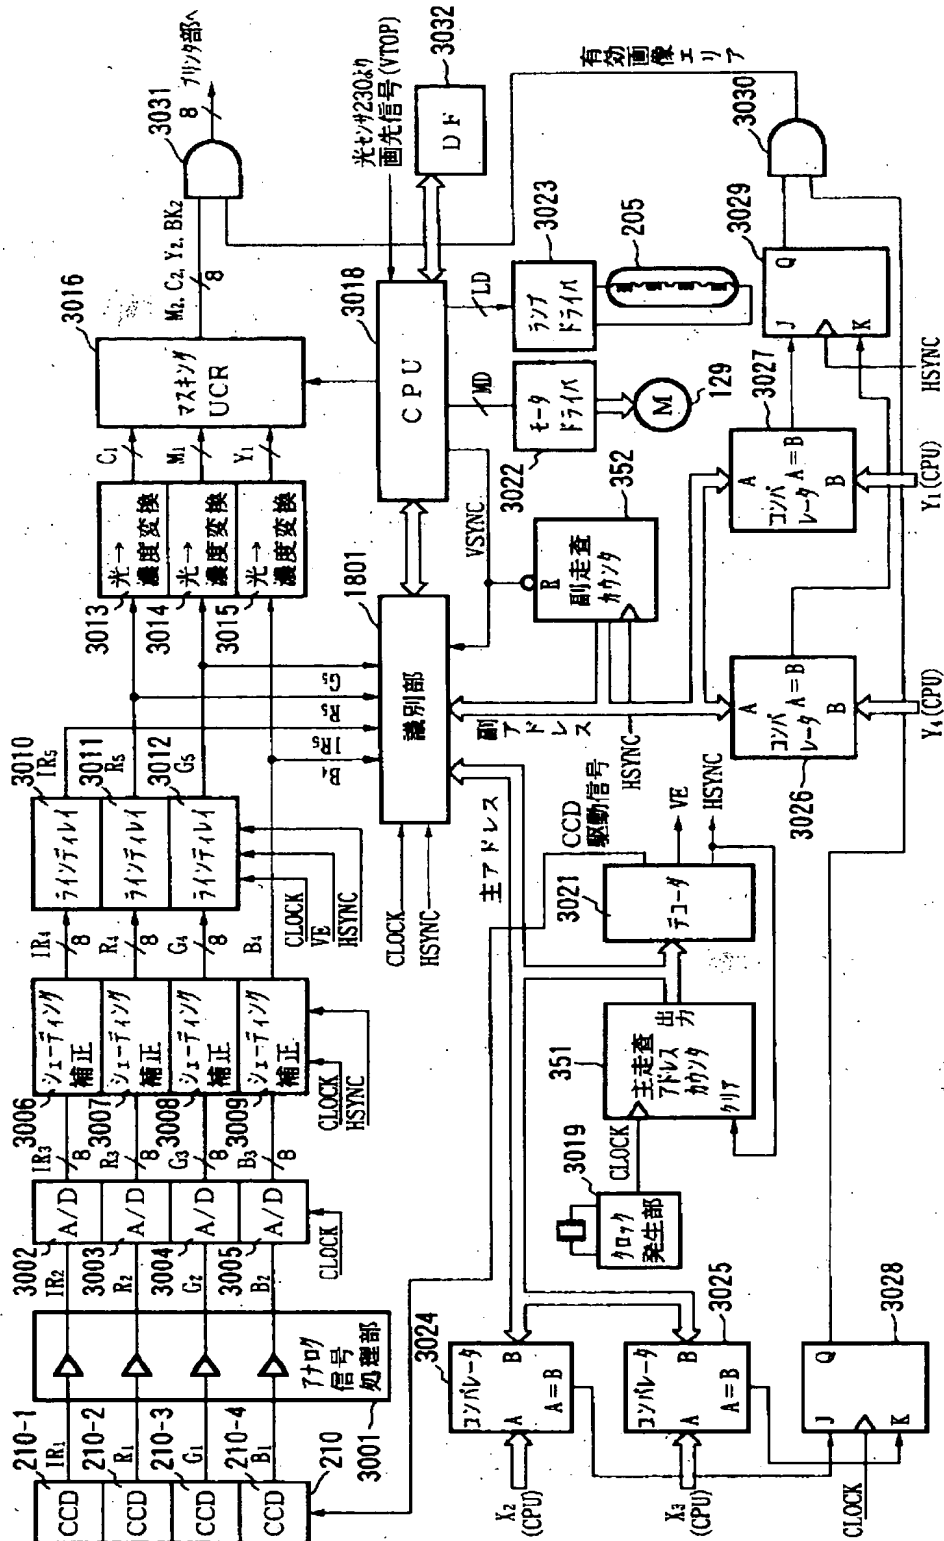 210-1
CCD
210-2
CCD
210-3
CCD
210-4
CCD
210
IR₁
R₁
G₁
B₁
3001
アナログ
信号
処理部
3002
IR₂
A/D
3003
R₂
A/D
3004
G₂
A/D
3005
B₂
A/D
CLOCK
IR₃
8
R₃
8
G₃
8
B₃
8
3006
シェーディング
補正
3007
シェーディング
補正
3008
シェーディング
補正
3009
シェーディング
補正
CLOCK
HSYNC
IR₄
8
R₄
8
G₄
8
B₄
3010
ラインディレイ
3011
ラインディレイ
3012
ラインディレイ
CLOCK
VE
HSYNC
IR₅
R₅
G₅
3013
光→
濃度変換
3014
光→
濃度変換
3015
光→
濃度変換
C₁
M₁
Y₁
3016
マスキング
UCR
M₂, C₂, Y₂, BK₂
8
3031
8
プリンタ部へ
G₅
R₅
IR₅
B₄
1801
識別部
CLOCK
HSYNC
3018
CPU
光センサ230より
画先信号(VTOP)
DF
3032
VSYNC
MD
LD
モータ
ドライバ
3022
M
129
ランプ
ドライバ
3023
205
有効画像エリア
352
R
副走査
カウンタ
HSYNC
副
アドレス
主アドレス
CCD
駆動信号
3021
デコーダ
VE
HSYNC
351
主走査
アドレス
カウンタ
出力
クリア
CLOCK
3019
クロック
発生部
3024
コンパレータ
A
B
A=B
X₂
(CPU)
3025
コンパレータ
A
B
A=B
X₃
(CPU)
3028
J
Q
K
CLOCK
3026
コンパ
レータ
A
A=B
B
Y₄(CPU)
3027
コンパ
レータ
A
A=B
B
Y₁(CPU)
3029
J
Q
K
HSYNC
3030